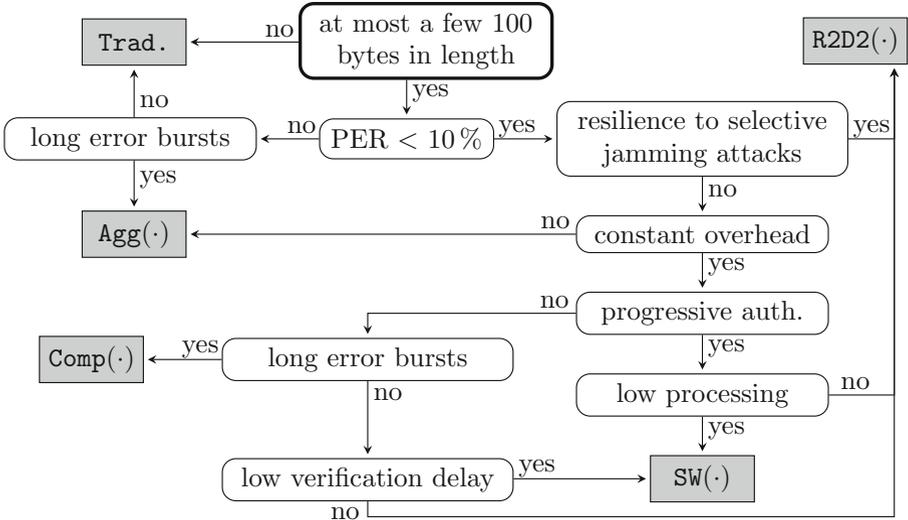 no
at most a few 100
bytes in length
Trad.
R2D2(·)
yes
no
long error bursts
no
PER < 10 %
yes
resilience to selective
jamming attacks
yes
yes
no
Agg(·)
no
constant overhead
yes
no
progressive auth.
yes
Comp(·)
yes
long error bursts
no
low processing
no
yes
low verification delay
yes
SW(·)
no